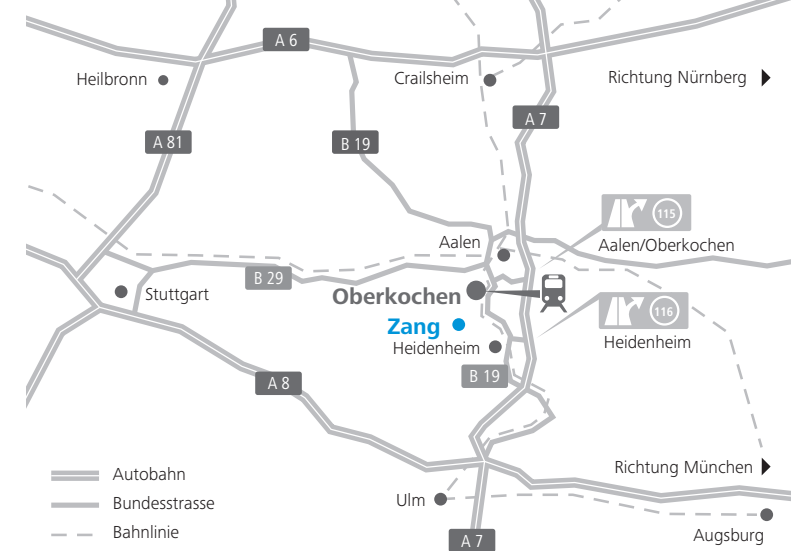 A 6
Heilbronn
Crailsheim
Richtung Nürnberg
A 7
A 81
B 19
115
Aalen
Aalen/Oberkochen
B 29
Stuttgart
Oberkochen
116
Zang
Heidenheim
Heidenheim
B 19
A 8
Autobahn
Richtung München
Bundesstrasse
Ulm
Bahnlinie
Augsburg
A 7